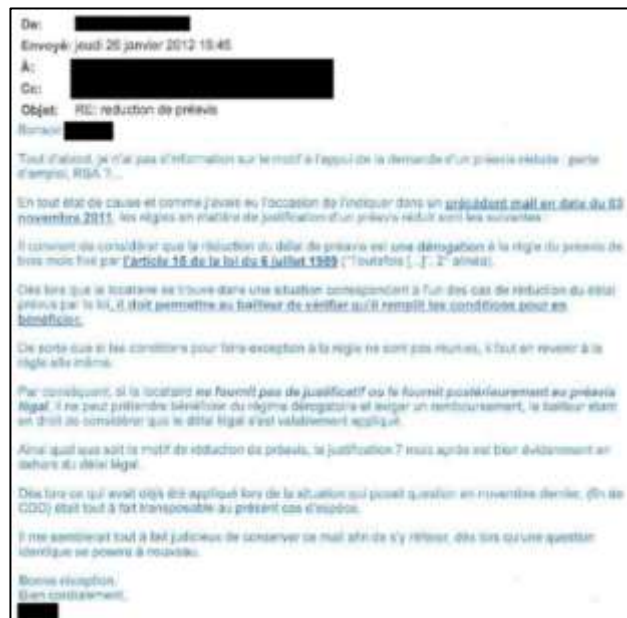 De:
Envoyé: jeudi 26 janvier 2012 15:45
À:
Cc:
Objet: RE: reduction de préavis
Bonsoir
Tout d'abord, je n'ai pas d'information sur le motif à l'appui de la demande d'un préavis réduit : perte
d'emploi, RSA ?...
En tout état de cause et comme j'avais eu l'occasion de l'indiquer dans un précédent mail en date du 03
novembre 2011, les règles en matière de justification d'un préavis réduit sont les suivantes
Il convient de considérer que la réduction du délai de préavis est une dérogation à la règle du préavis de
trois mois fixé par l'article 15 de la loi du 6 juillet 1989 ("Toutefois [...]", 2° alinéa).
Dès lors que le locataire se trouve dans une situation correspondant à l'un des cas de réduction du délai
prévus par la loi, il doit permettre au bailleur de vérifier qu'il remplit les conditions pour en
bénéficier.
De sorte que si les conditions pour faire exception à la règle ne sont pas réunies, il faut en revenir à la
règle elle même.
Par conséquent, si le locataire ne fournit pas de justificatif ou le fournit postérieurement au préavis
légal, il ne peut prétendre bénéficier du régime dérogatoire et exiger un remboursement, le bailleur étant
en droit de considérer que le délai légal s'est valablement appliqué.
Ainsi quel que soit le motif de réduction de préavis, la justification 7 mois après est bien évidemment en
dehors du délai légal.
Dès lors ce qui avait déjà été appliqué lors de la situation qui posait question en novembre dernier, (fin de
CDD) était tout à fait transposable au présent cas d'espèce.
Il me semblerait tout à fait judicieux de conserver ce mail afin de s'y référer, dès lors qu'une question
identique se posera à nouveau.
Bonne réception,
Bien cordialement,